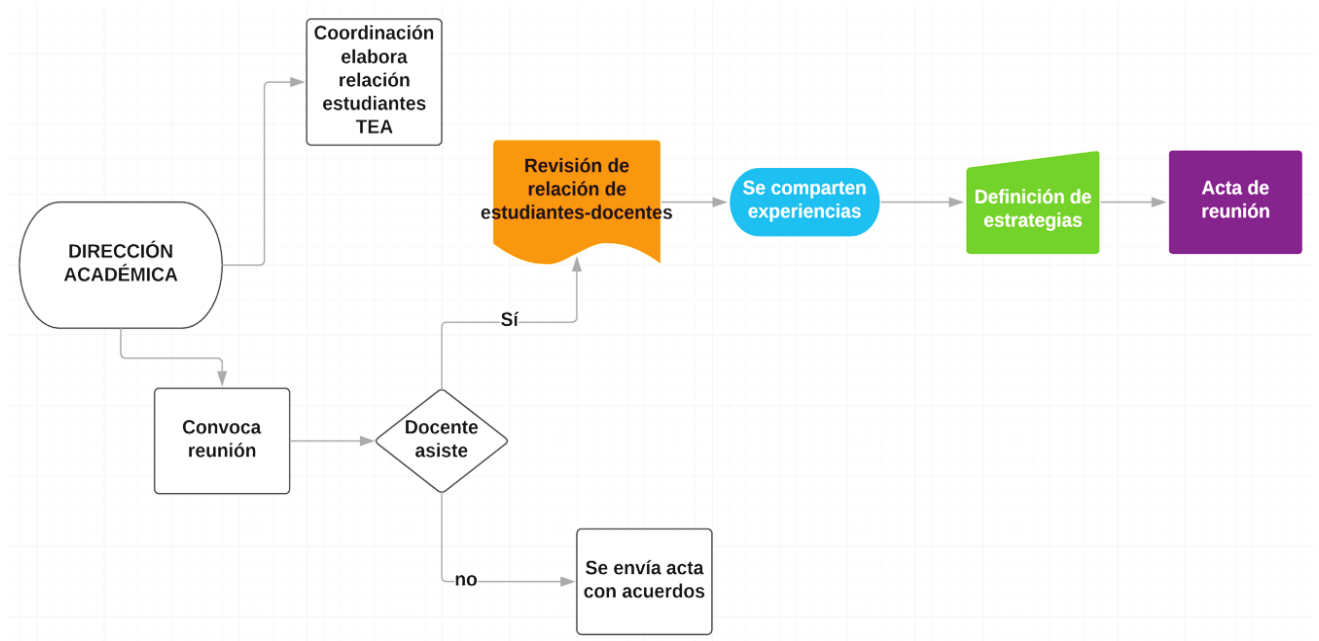 Coordinación
elabora
relación
estudiantes
TEA
DIRECCIÓN
ACADÉMICA
Convoca
reunión
Docente
asiste
Sí
Revisión de
relación de
estudiantes-docentes
Se comparten
experiencias
Definición de
estrategias
Acta de
reunión
no
Se envía acta
con acuerdos